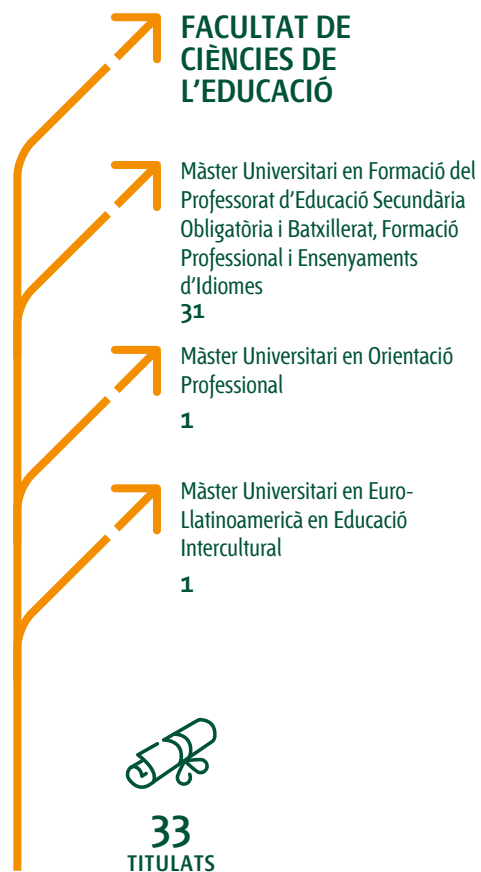 FACULTAT DE
CIÈNCIES DE
L’EDUCACIÓ
Màster Universitari en Formació del
Professorat d’Educació Secundària
Obligatòria i Batxillerat, Formació
Professional i Ensenyaments
d’Idiomes
31
Màster Universitari en Orientació
Professional
1
Màster Universitari en Euro-
Llatinoamericà en Educació
Intercultural
1
33
TITULATS